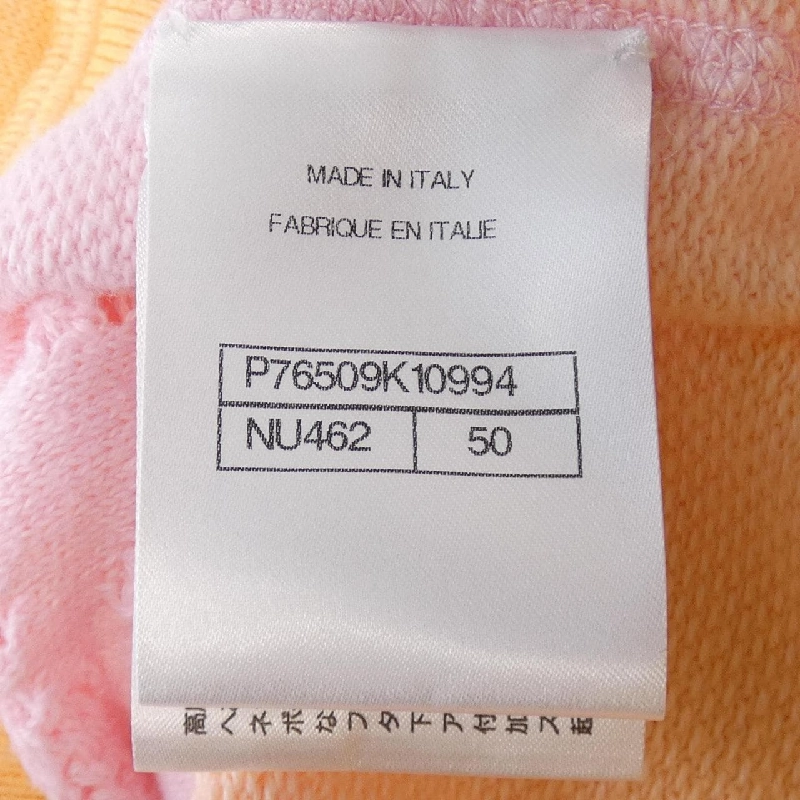 MADE IN ITALY
FABRIQUE EN ITALIE
P76509K10994
NU462 50